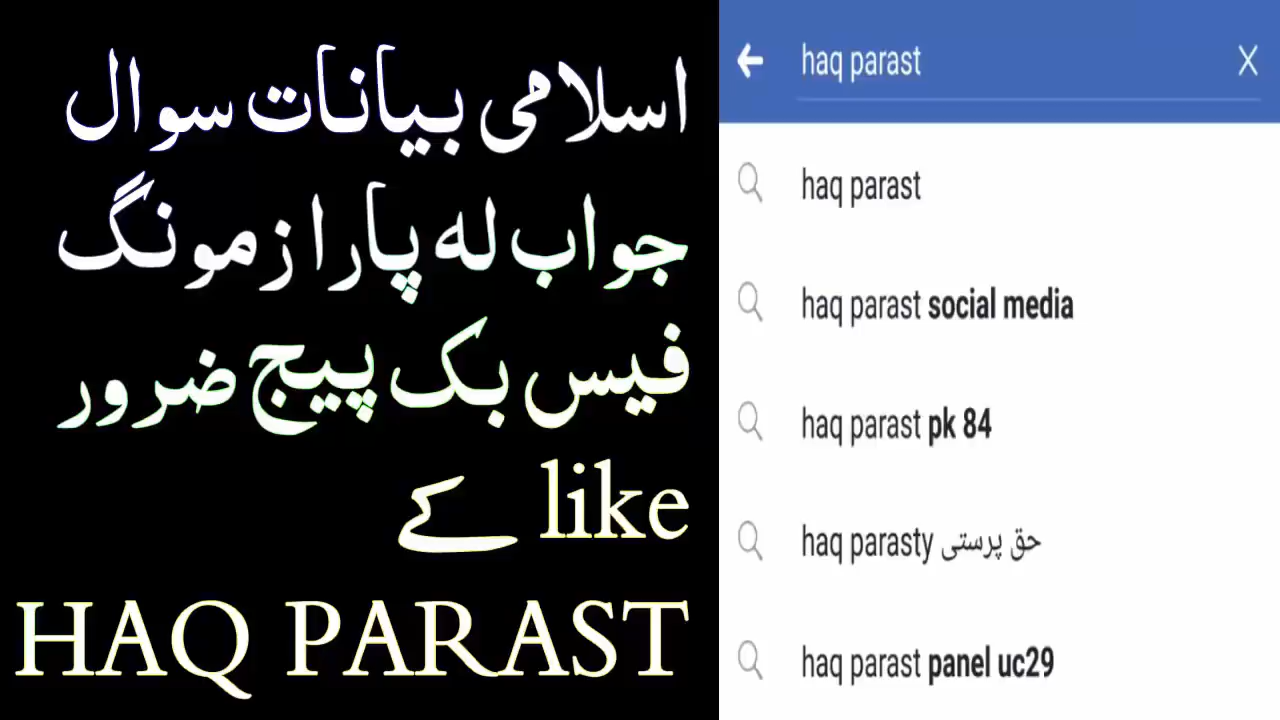 اسلامی بیانات سوال
جواب له پارا زمونگ
فیس بک پیج ضرور
like کے
HAQ PARAST
haq parast
haq parast
haq parast social media
haq parast pk 84
haq parasty حق پرستی
haq parast panel uc29